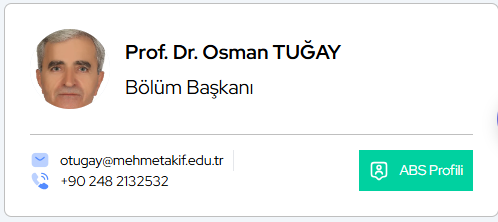 Prof. Dr. Osman TUĞAY
Bölüm Başkanı
otugay@mehmetakif.edu.tr
+90 248 2132532
ABS Profili